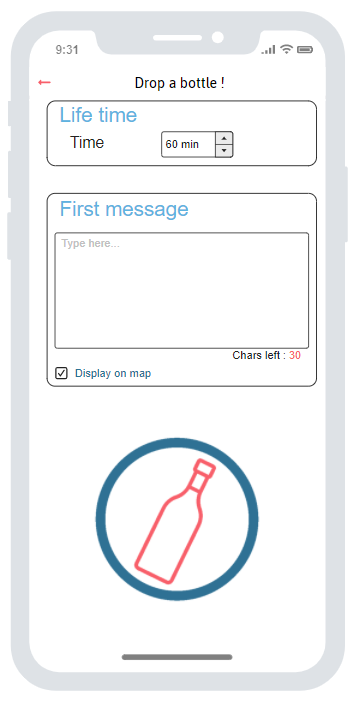 9:31
Drop a bottle !
Life time
Time 60 min
First message
Type here...
Chars left : 30
Display on map